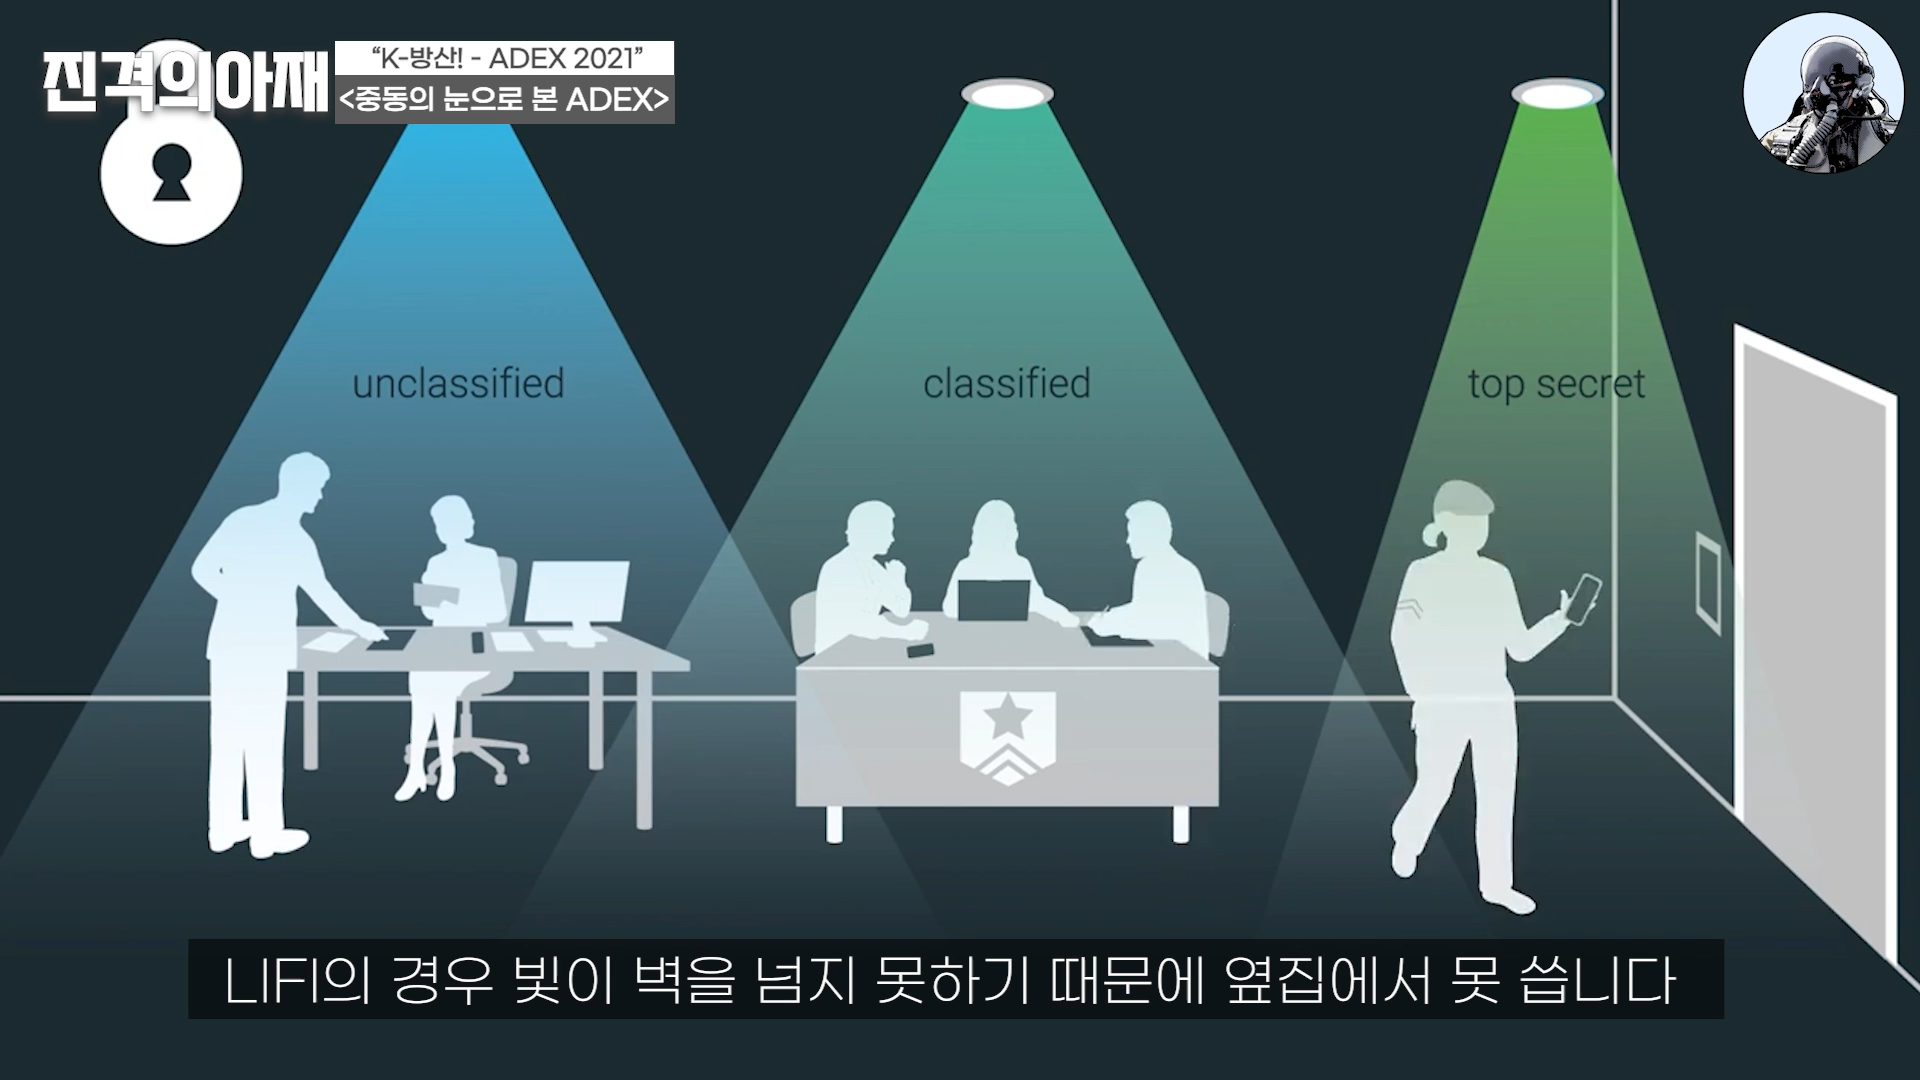 진격의아재
“K-방산! - ADEX 2021”
<중동의 눈으로 본 ADEX>
unclassified
classified
top secret
LIFI의 경우 빛이 벽을 넘지 못하기 때문에 옆집에서 못 씁니다